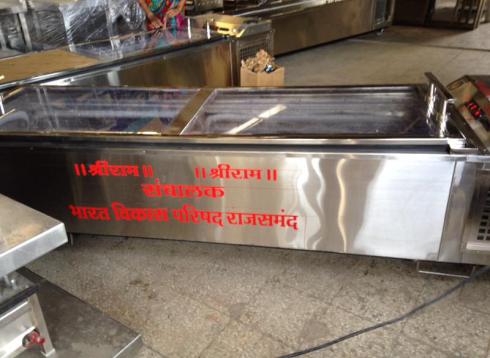 ॥ श्रीराम ॥ ॥ श्रीराम ॥
संचालक
भारत विकास परिषद् राजसमंद